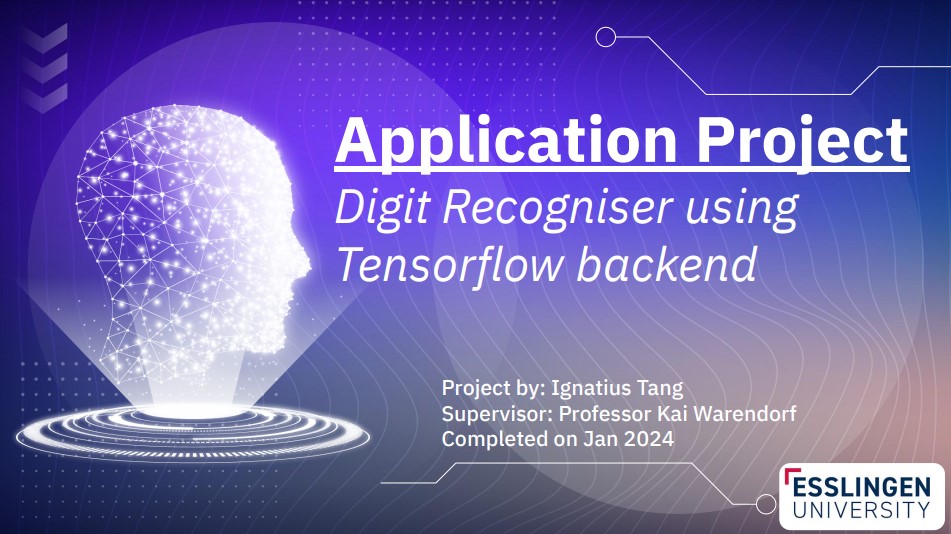 Application Project
Digit Recogniser using
Tensorflow backend
Project by: Ignatius Tang
Supervisor: Professor Kai Warendorf
Completed on Jan 2024
ESSLINGEN
UNIVERSITY